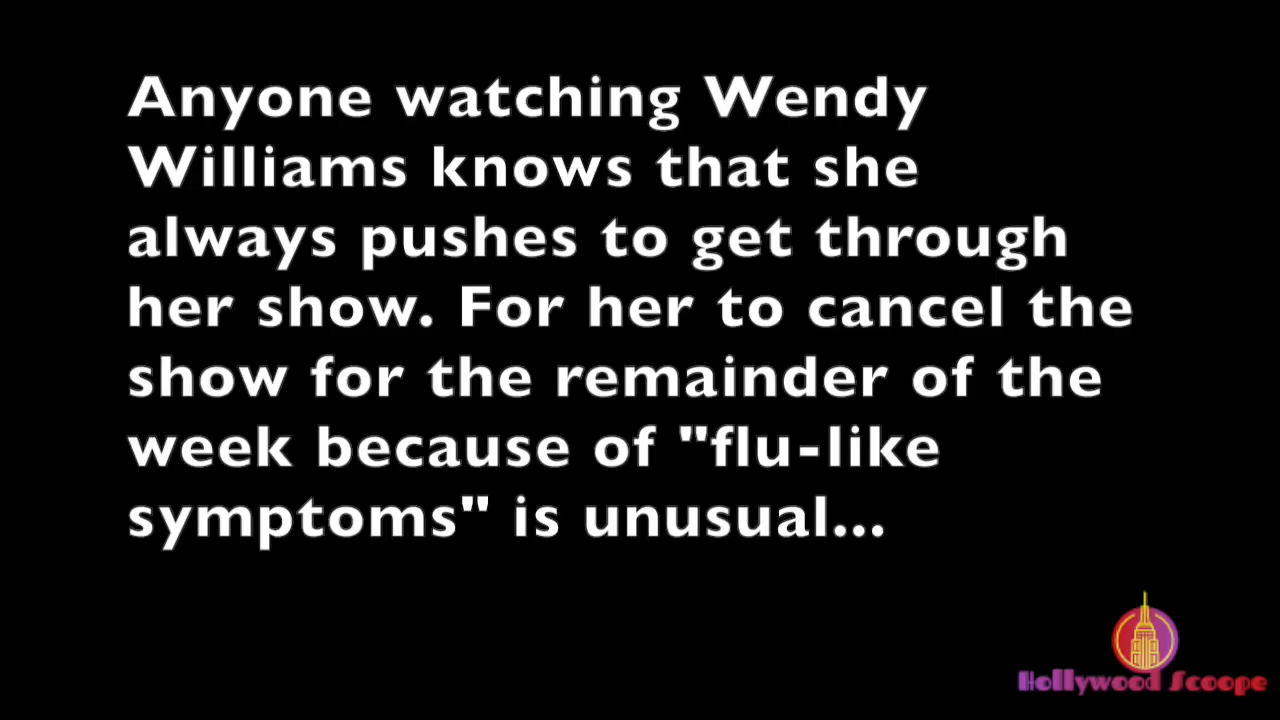 Anyone watching Wendy
Williams knows that she
always pushes to get through
her show. For her to cancel the
show for the remainder of the
week because of "flu-like
symptoms" is unusual...
Hollywood Scoope